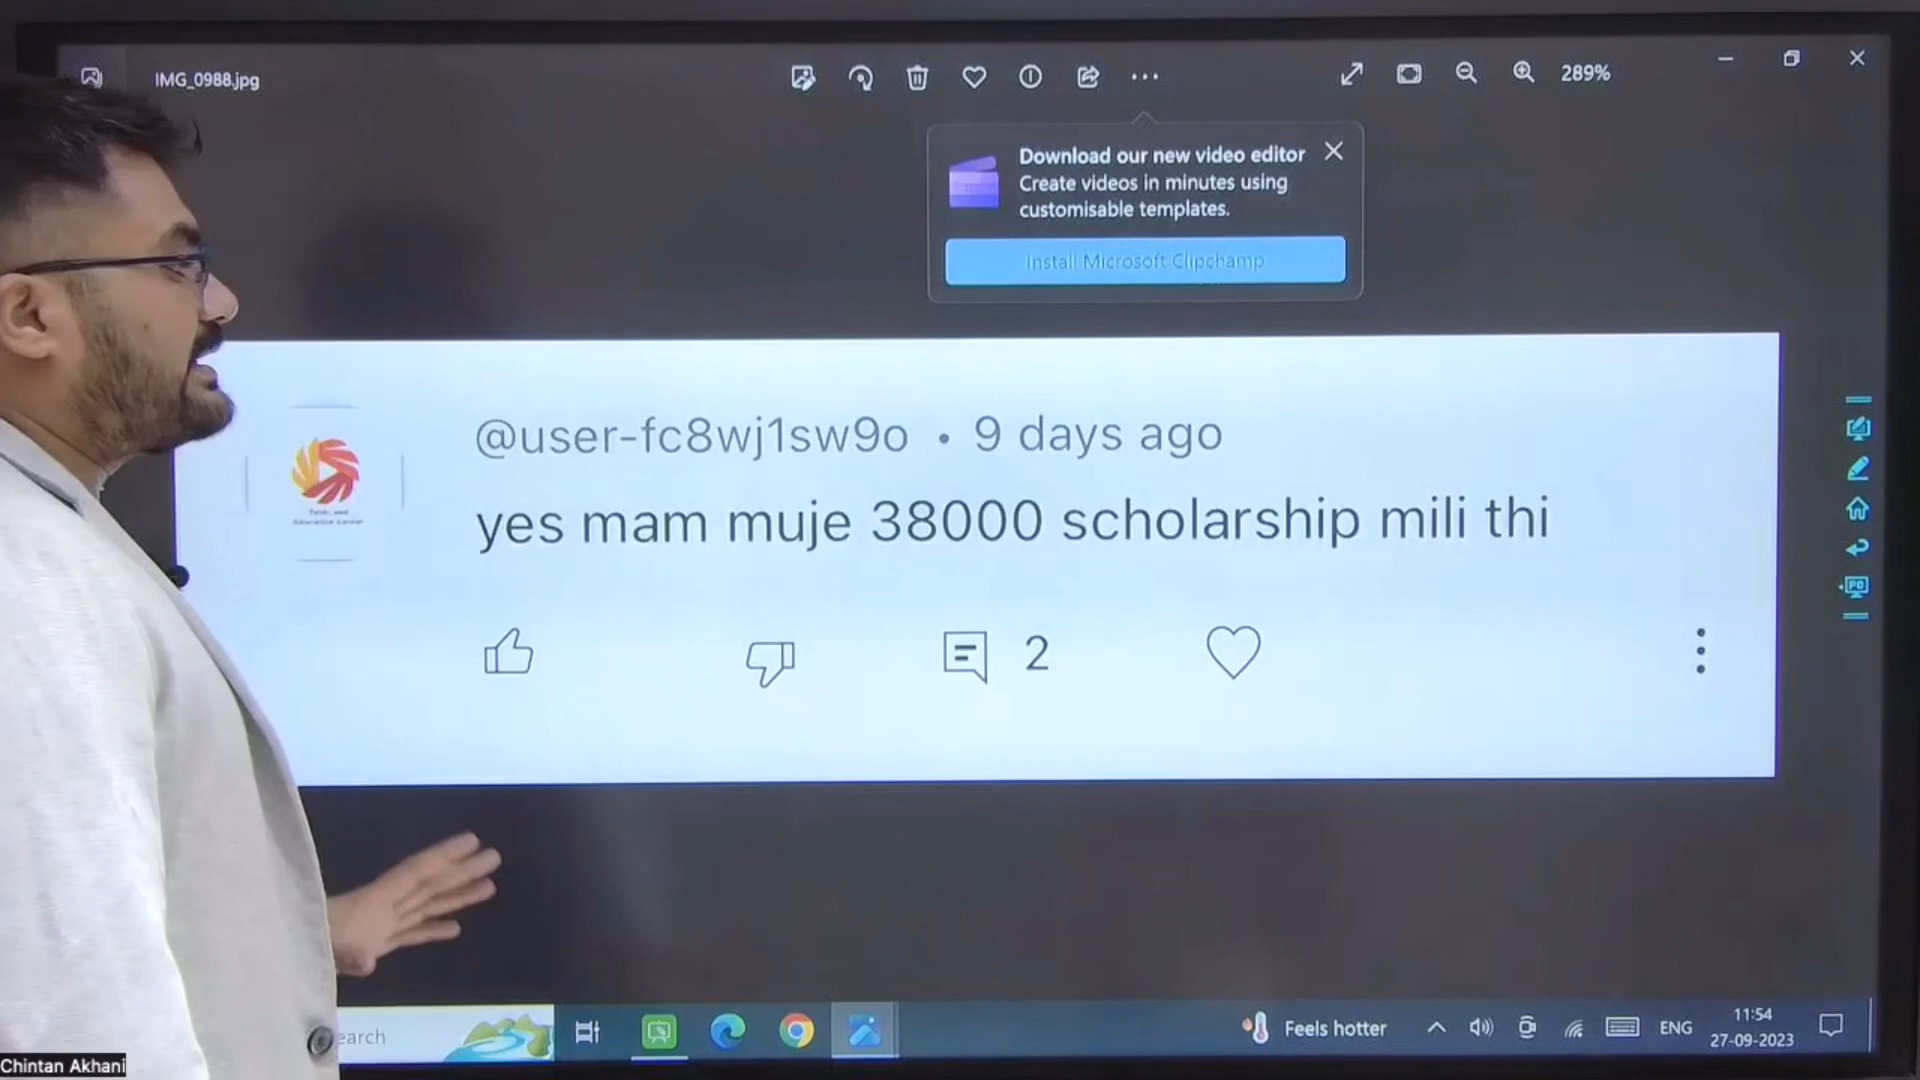 IMG_0988.jpg
289%
Download our new video editor
Create videos in minutes using
customisable templates.
Install Microsoft Clipchamp
@user-fc8wj1sw9o • 9 days ago
yes mam muje 38000 scholarship mili thi
2
earch
Feels hotter
ENG
11:54
27-09-2023
Chintan Akhani